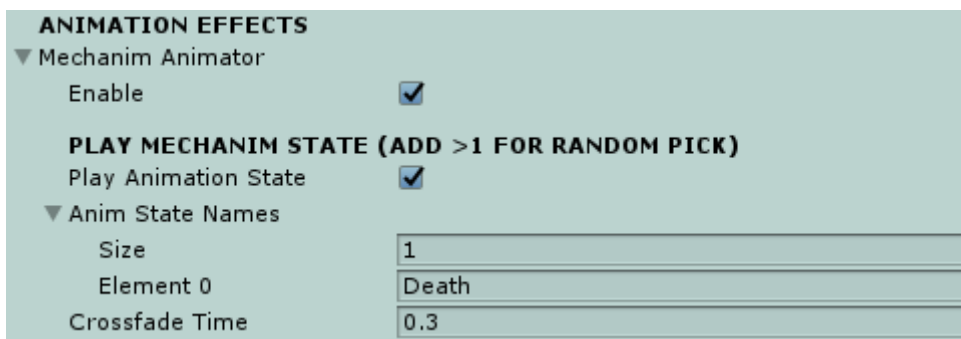 ANIMATION EFFECTS
Mechanim Animator
Enable
PLAY MECHANIM STATE (ADD >1 FOR RANDOM PICK)
Play Animation State
Anim State Names
Size 1
Element 0 Death
Crossfade Time 0.3